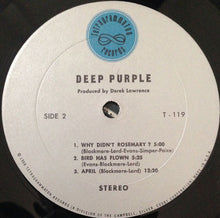 tetragrammaton
records
DEEP PURPLE
Produced by Derek Lawrence
SIDE 2
T-119
1. WHY DIDN'T ROSEMARY ? 5:00
(Blackmore-Lord-Evans-Simper-Paice)
2. BIRD HAS FLOWN 5:35
(Evans-Blackmore-Lord)
3. APRIL (Blackmore-Lord) 12:20
STEREO